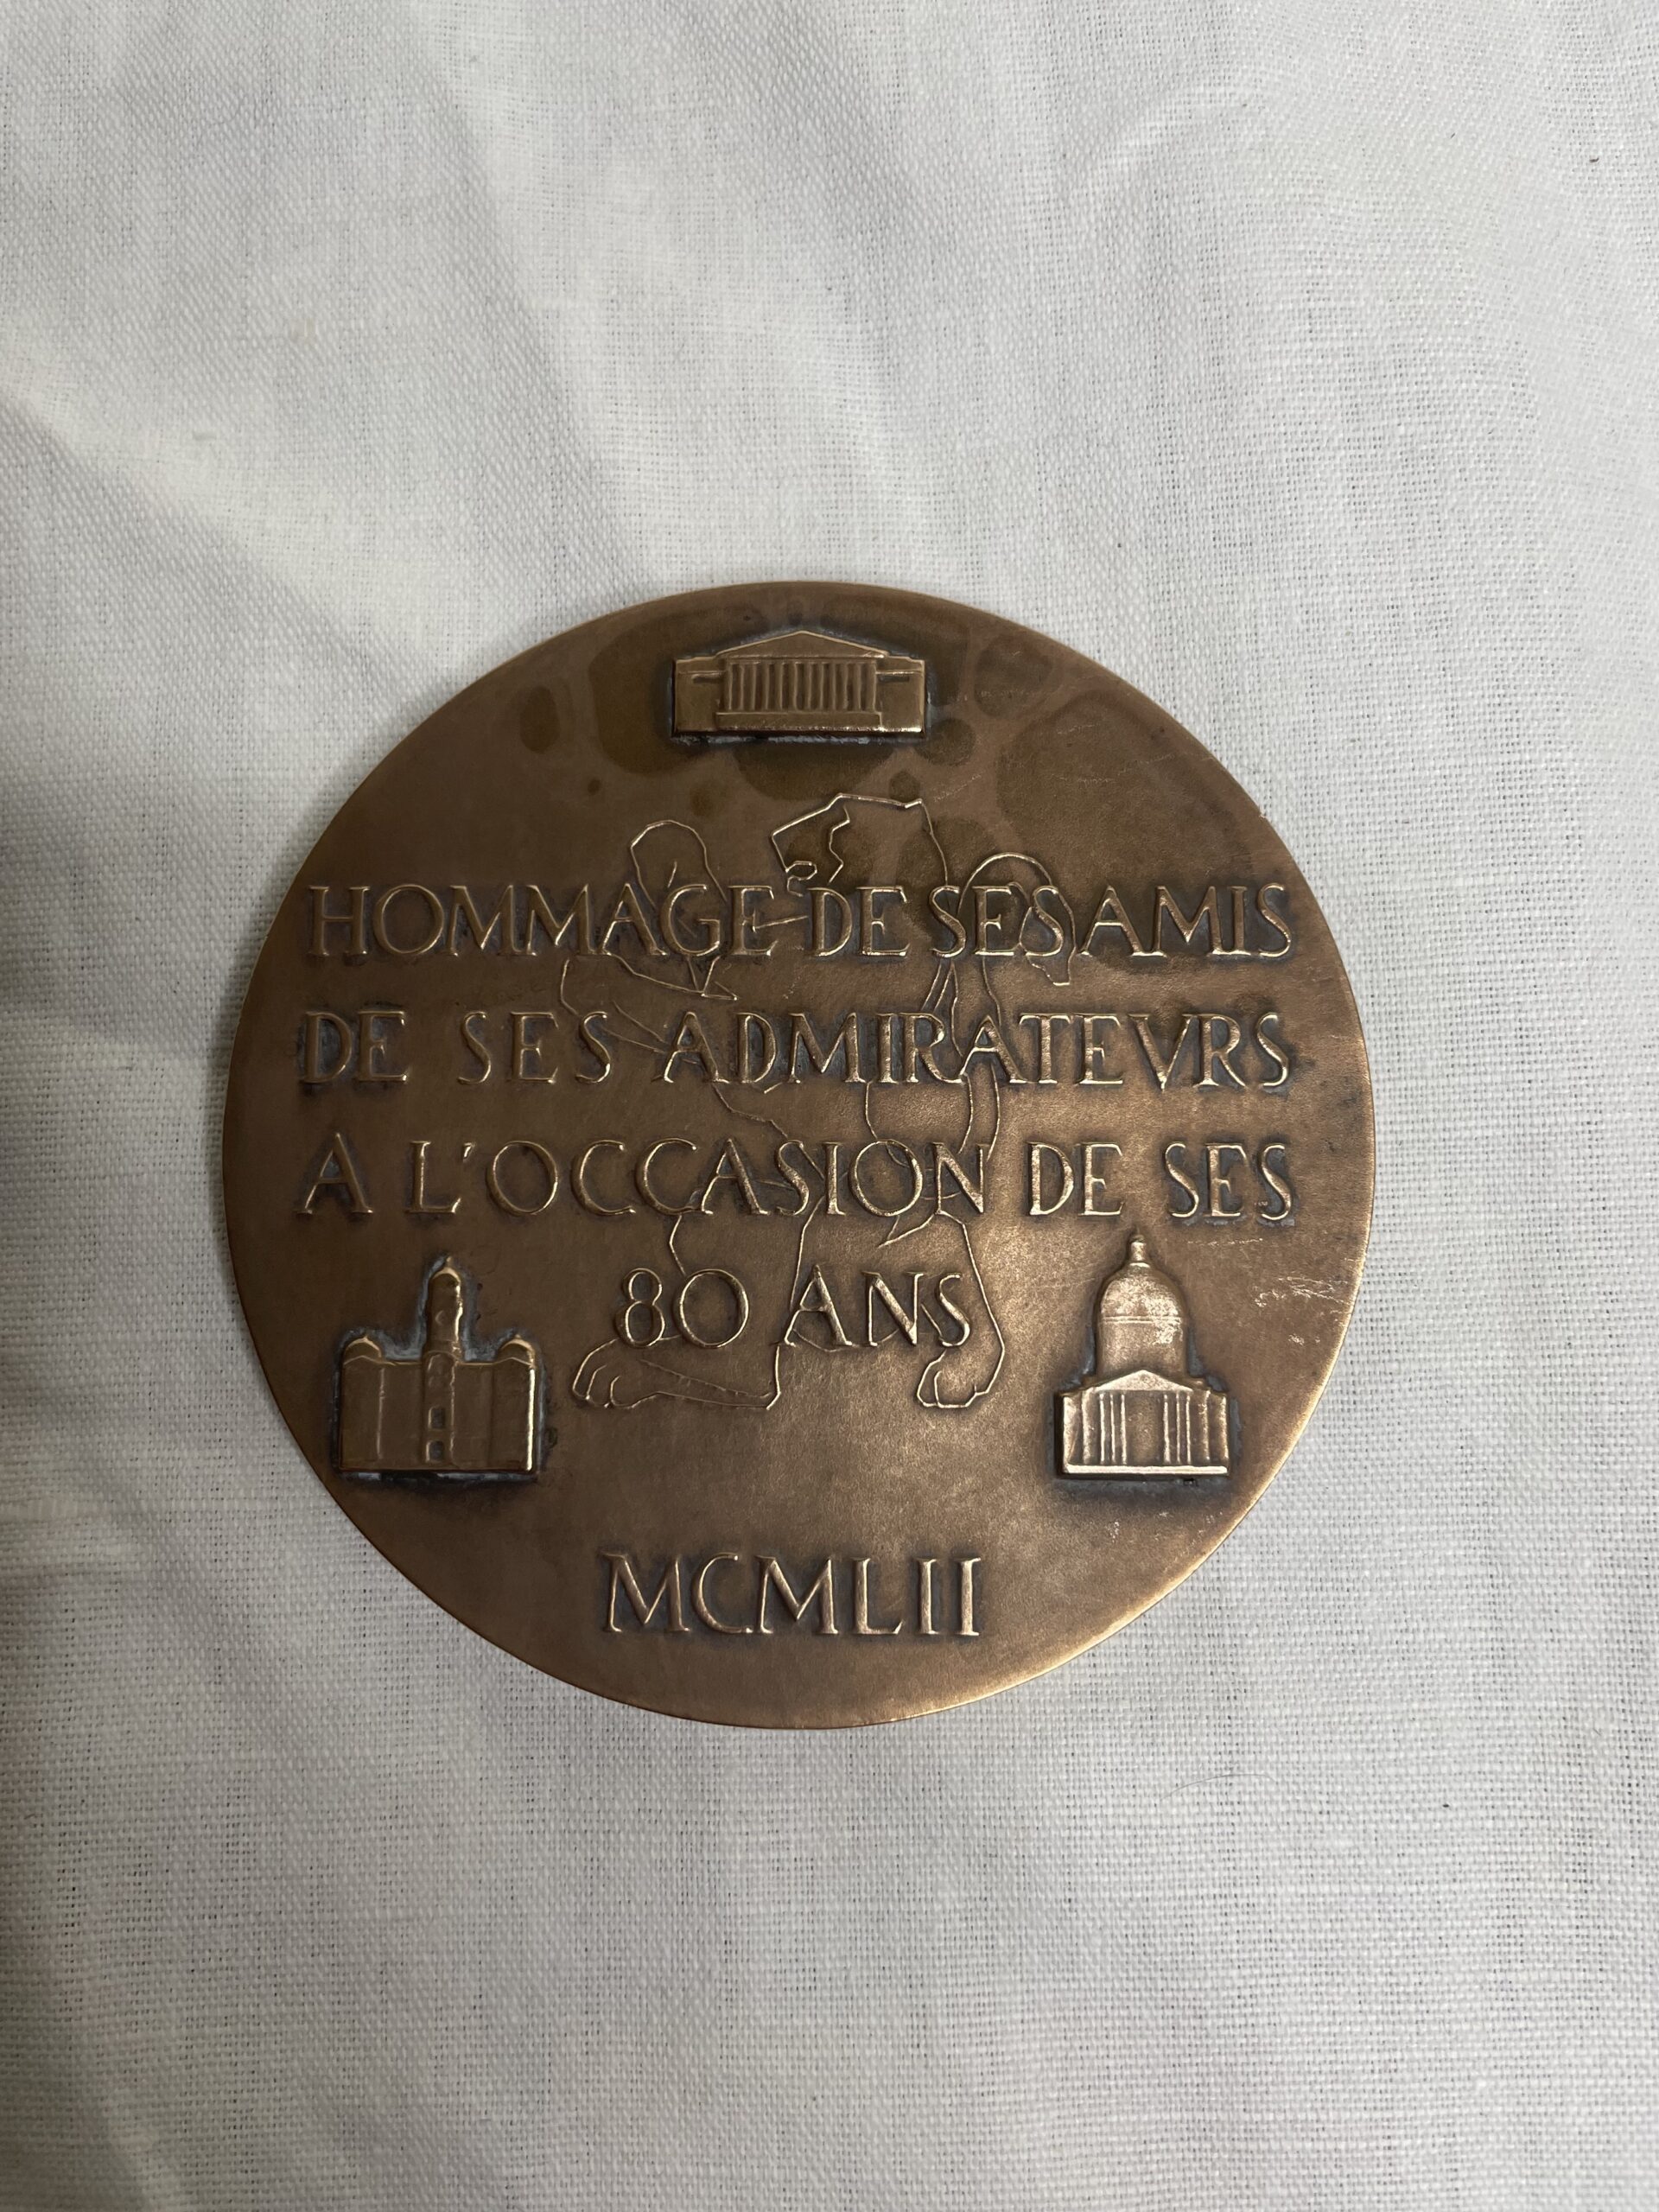 HOMMAGE DE SES AMIS
DE SES ADMIRATEVRS
A L'OCCASION DE SES
80 ANS
MCMLII